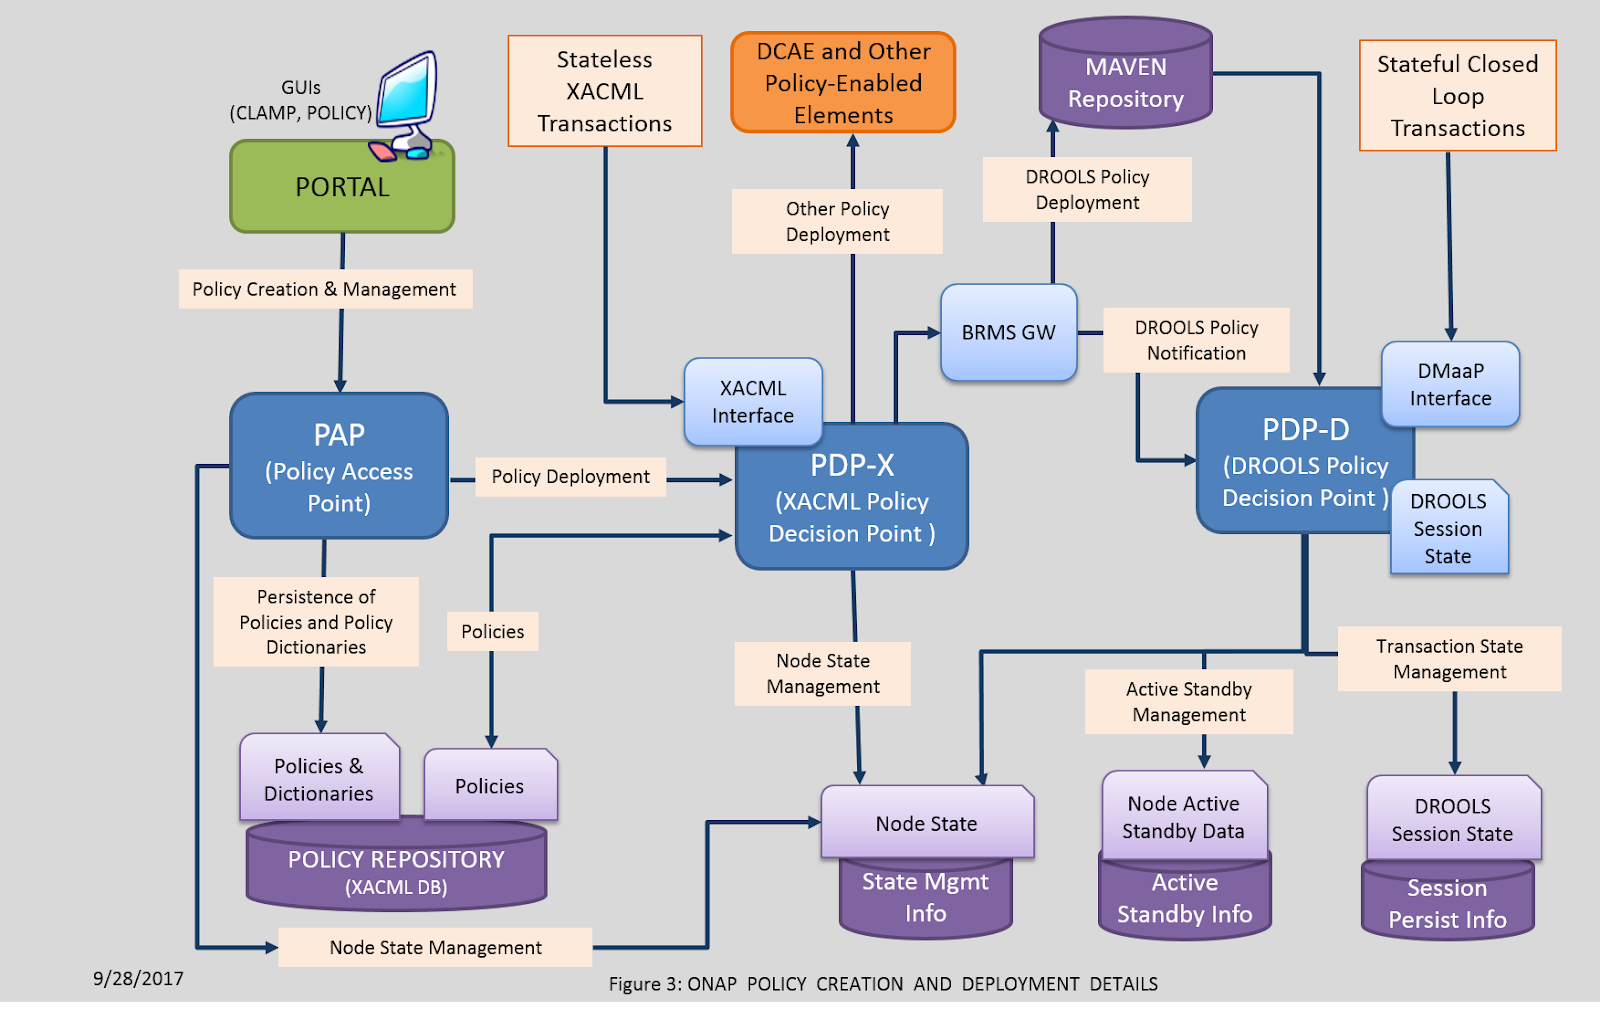 GUIs
(CLAMP, POLICY)
PORTAL
Stateless
XACML
Transactions
DCAE and Other
Policy-Enabled
Elements
MAVEN
Repository
Stateful Closed
Loop
Transactions
Policy Creation & Management
Other Policy
Deployment
DROOLS Policy
Deployment
BRMS GW
DROOLS Policy
Notification
DMaaP
Interface
XACML
Interface
PAP
(Policy Access
Point)
Policy Deployment
PDP-X
(XACML Policy
Decision Point )
PDP-D
(DROOLS Policy
Decision Point )
DROOLS
Session
State
Persistence of
Policies and Policy
Dictionaries
Policies
Node State
Management
Active Standby
Management
Transaction State
Management
Policies &
Dictionaries
Policies
POLICY REPOSITORY
(XACML DB)
Node State
State Mgmt
Info
Node Active
Standby Data
Active
Standby Info
DROOLS
Session State
Session
Persist Info
Node State Management
9/28/2017
Figure 3: ONAP POLICY CREATION AND DEPLOYMENT DETAILS